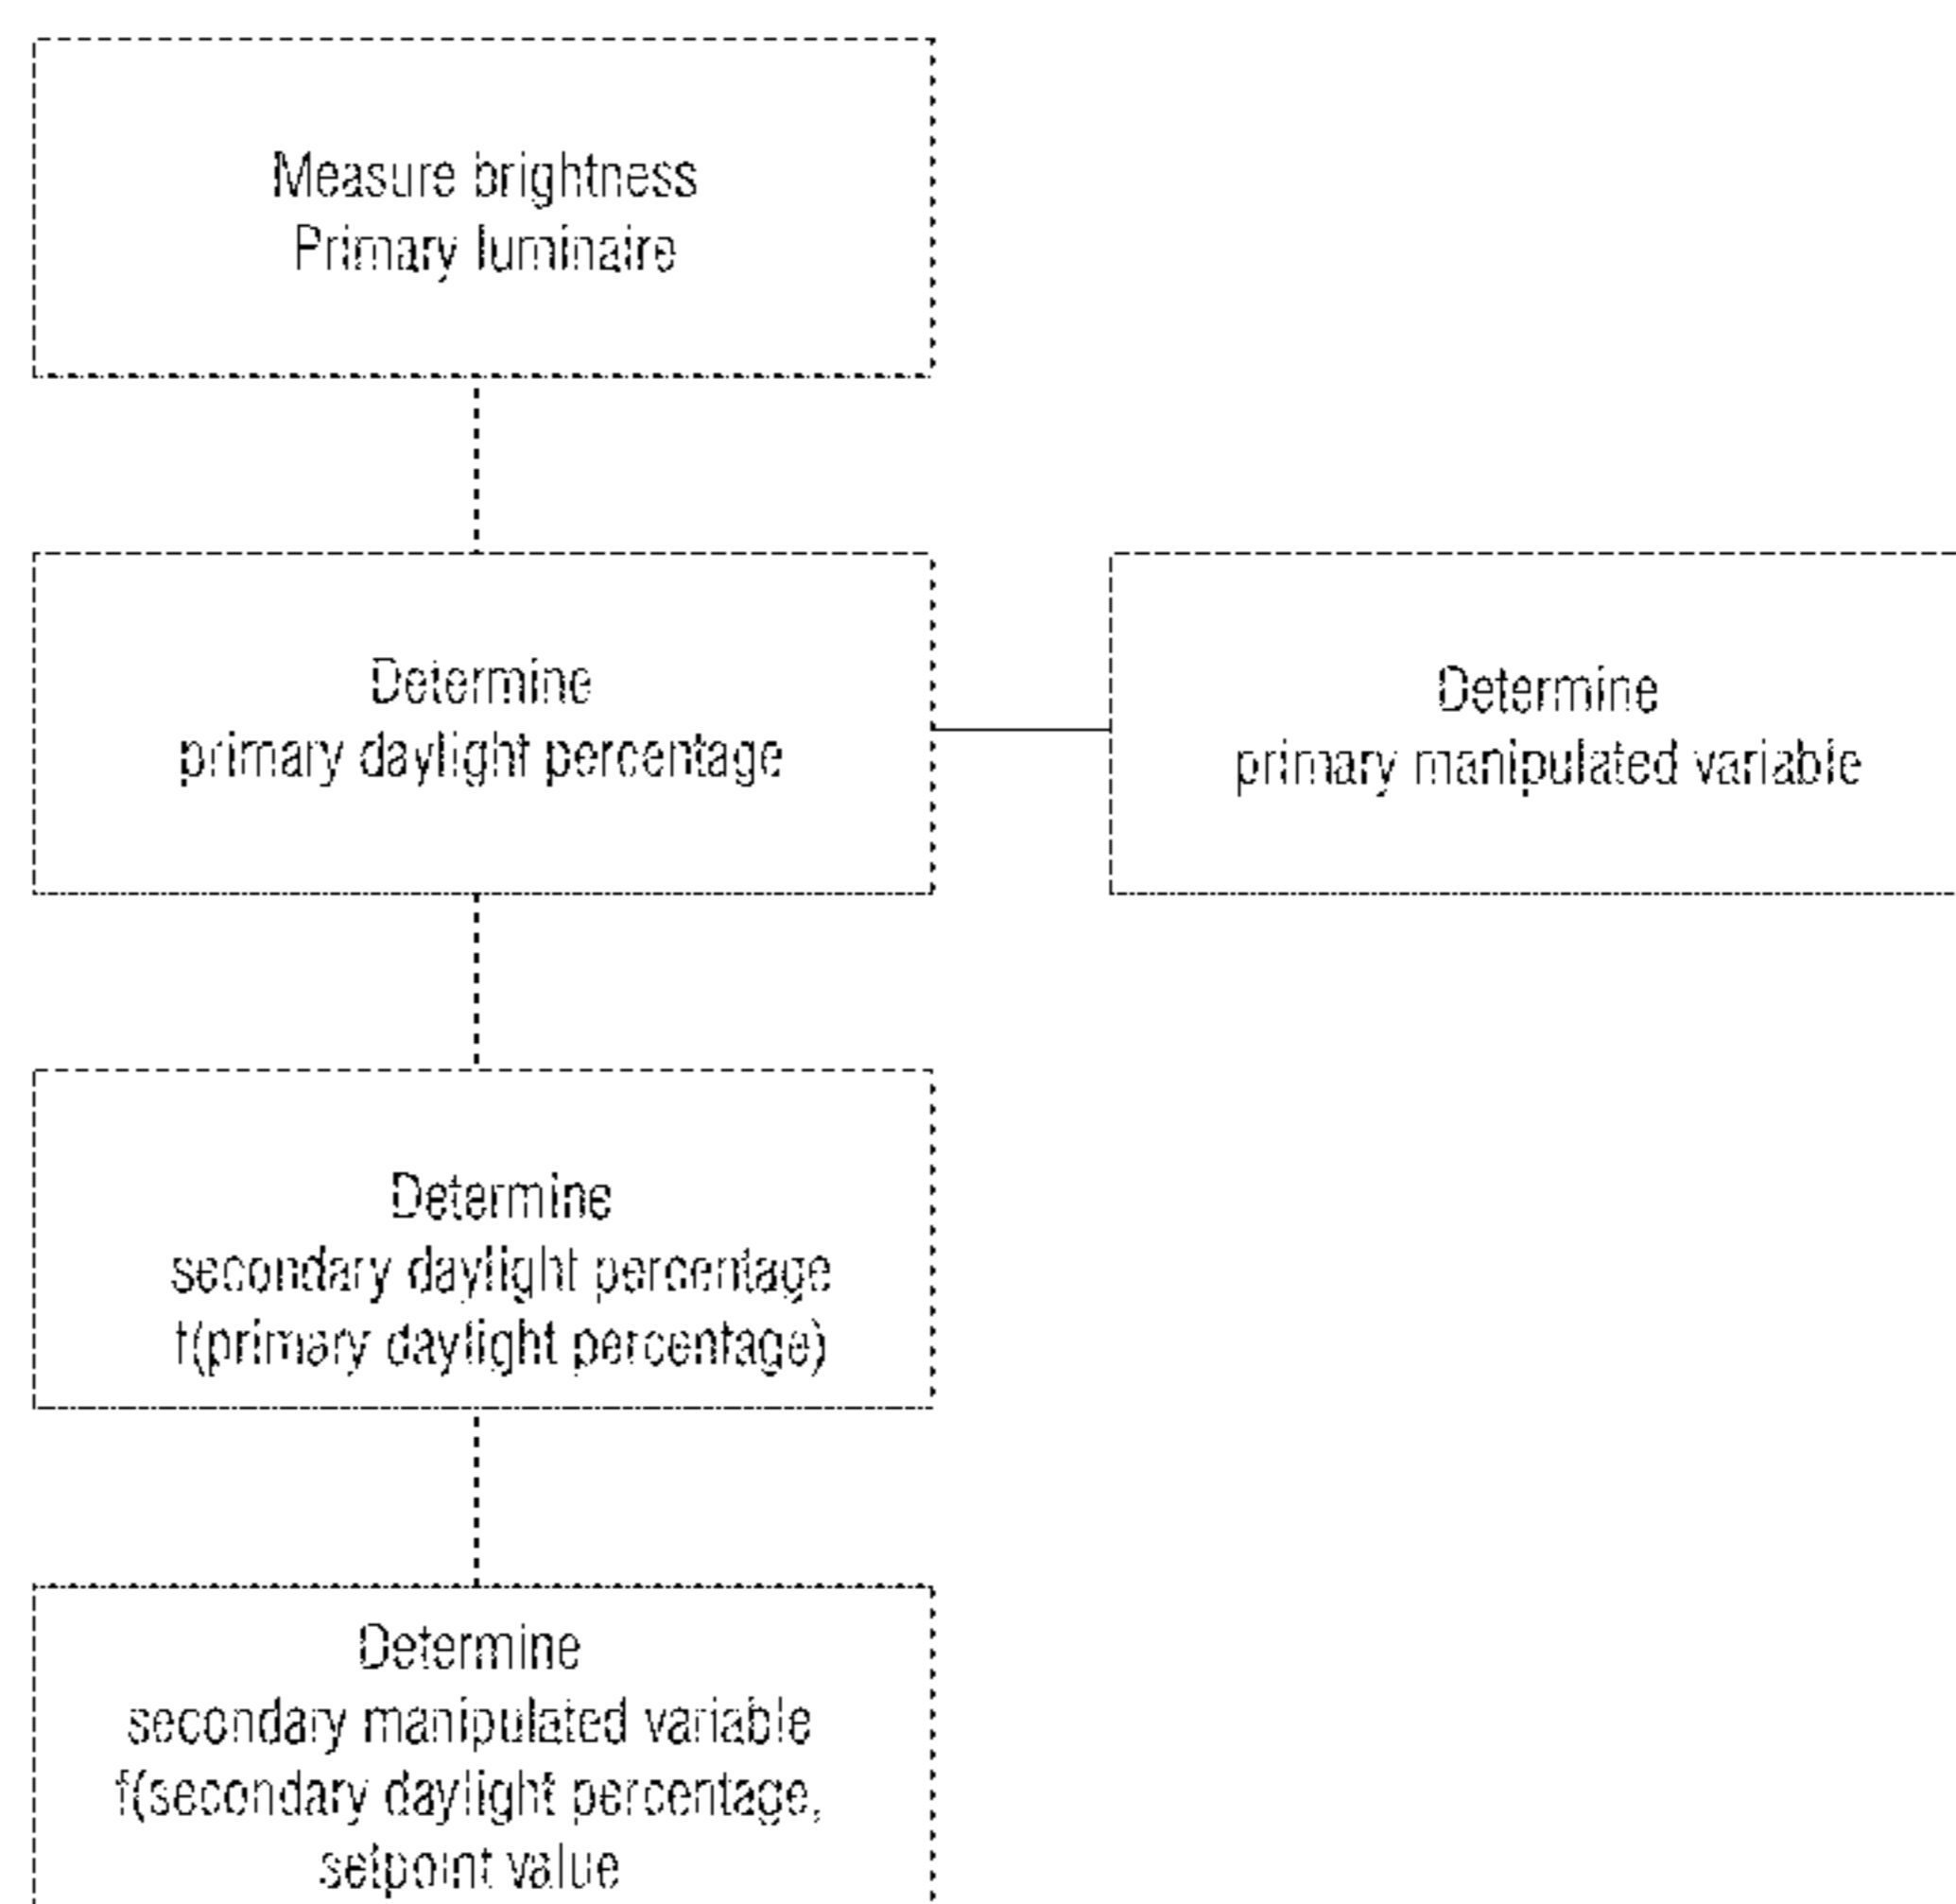 Measure brightness
Primary luminaire
Determine
primary daylight percentage
Determine
primary manipulated variable
Determine
secondary daylight percentage
f(primary daylight percentage)
Determine
secondary manipulated variable
f(secondary daylight percentage,
setpoint value